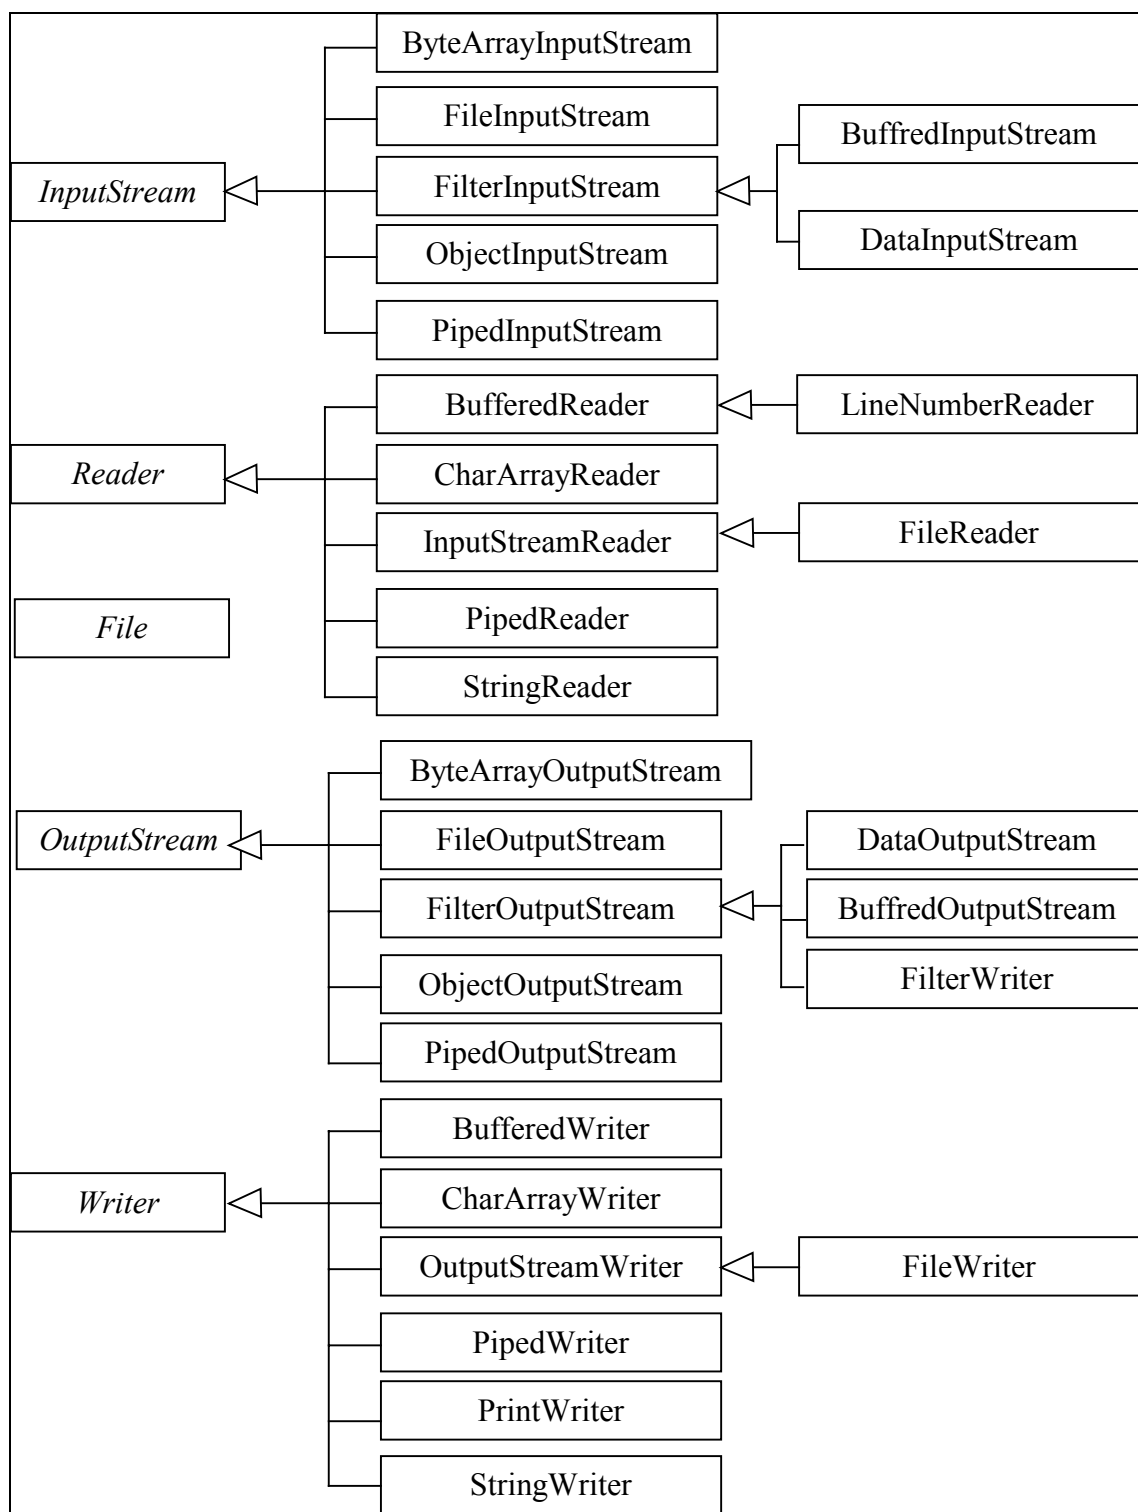 ByteArrayInputStream
FileInputStream
BuffredInputStream
InputStream
FilterInputStream
DataInputStream
ObjectInputStream
PipedInputStream
BufferedReader
LineNumberReader
Reader
CharArrayReader
InputStreamReader
FileReader
File
PipedReader
StringReader
ByteArrayOutputStream
OutputStream
FileOutputStream
DataOutputStream
FilterOutputStream
BuffredOutputStream
FilterWriter
ObjectOutputStream
PipedOutputStream
BufferedWriter
Writer
CharArrayWriter
OutputStreamWriter
FileWriter
PipedWriter
PrintWriter
StringWriter